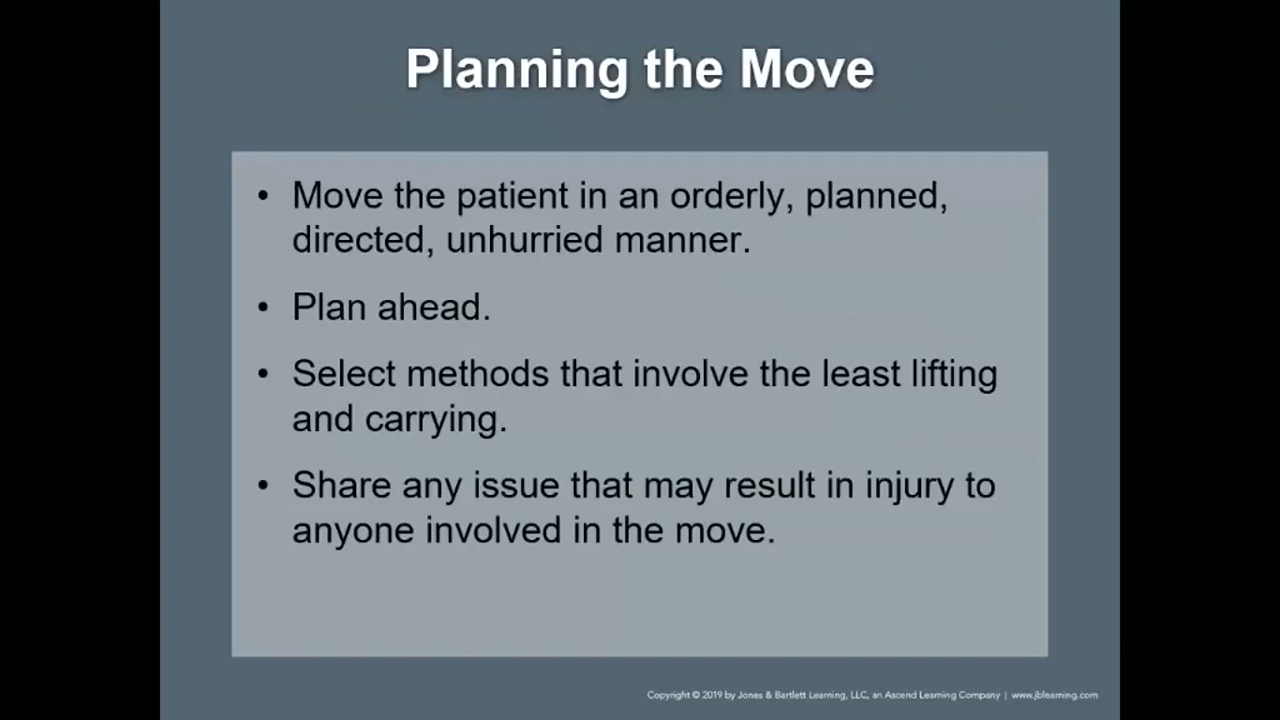 Planning the Move
• Move the patient in an orderly, planned,
directed, unhurried manner.
• Plan ahead.
• Select methods that involve the least lifting
and carrying.
• Share any issue that may result in injury to
anyone involved in the move.
Copyright © 2019 by Jones & Bartlett Learning, LLC, an Ascend Learning Company | www.jblearning.com